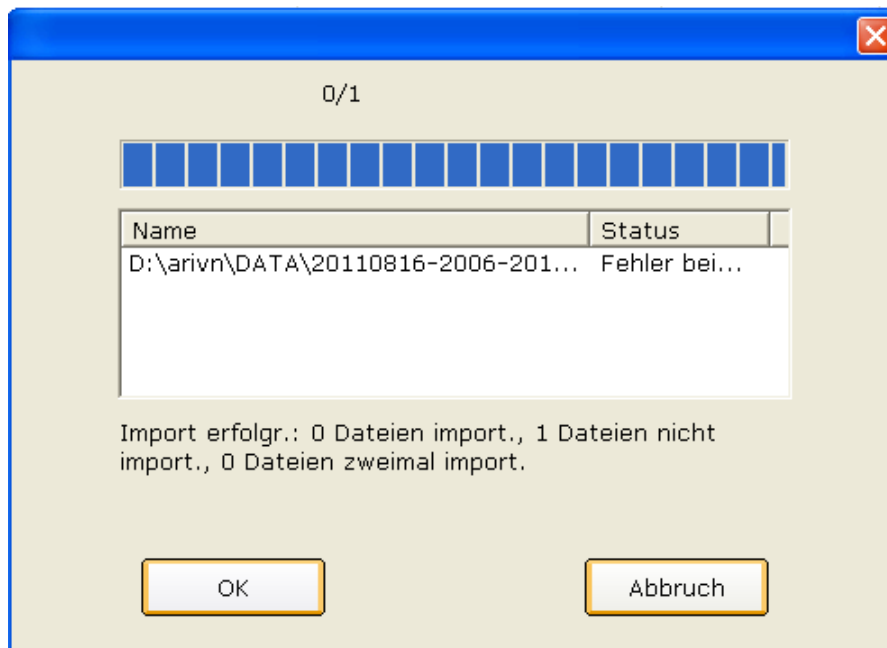 0/1
Name Status
D:\arivn\DATA\20110816-2006-201... Fehler bei...
Import erfolgr.: 0 Dateien import., 1 Dateien nicht
import., 0 Dateien zweimal import.
OK Abbruch